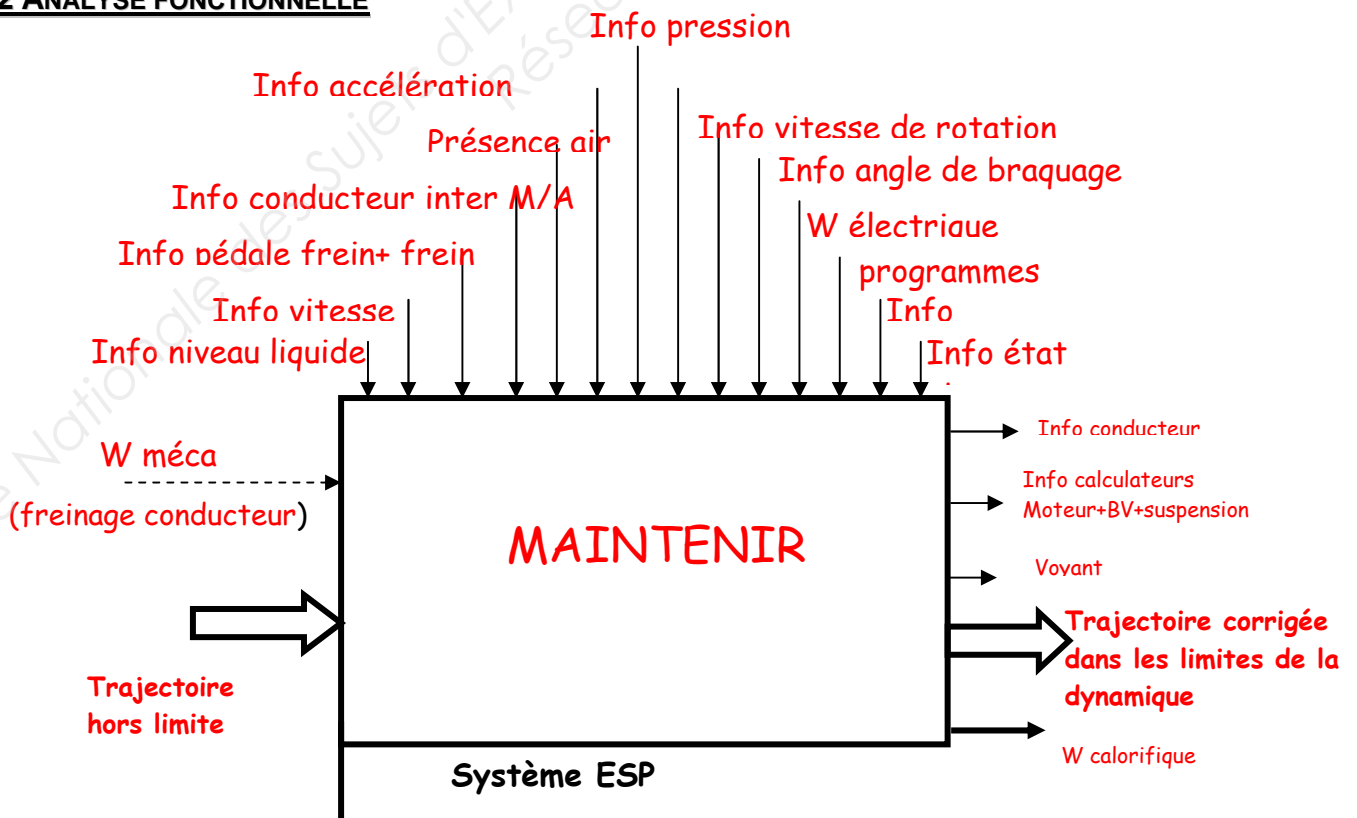 2 ANALYSE FONCTIONNELLE
Info pression
Info accélération
Présence air
Info vitesse de rotation
Info conducteur inter M/A
Info angle de braquage
Info pédale frein+ frein
W électrique
programmes
Info vitesse
Info
Info niveau liquide
Info état
W méca
(freinage conducteur)
MAINTENIR
Info conducteur
Info calculateurs
Moteur+BV+suspension
Voyant
Trajectoire corrigée
dans les limites de la
dynamique
Trajectoire
hors limite
W calorifique
Système ESP